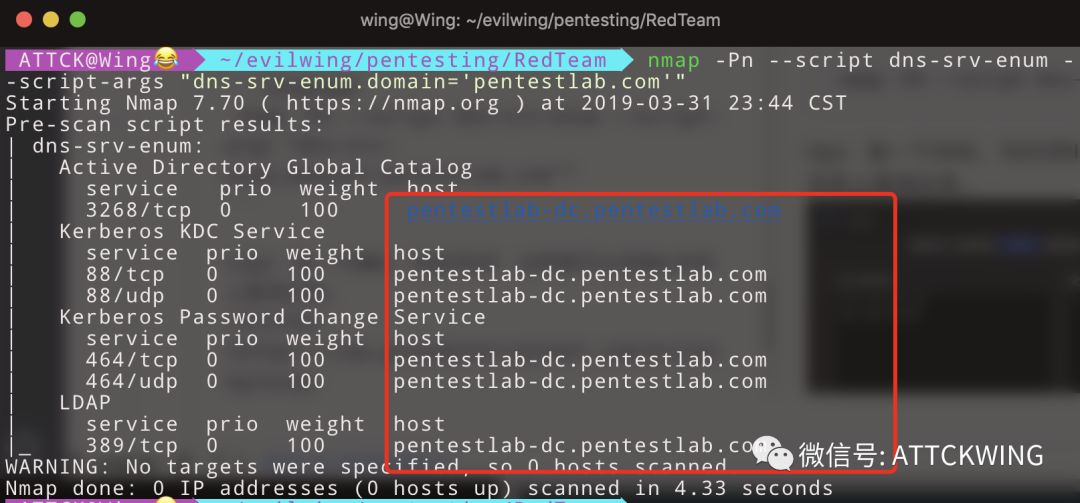 wing@Wing: ~/evilwing/pentesting/RedTeam
ATTCK@Wing😂 ~/evilwing/pentesting/RedTeam nmap -Pn --script dns-srv-enum -
-script-args "dns-srv-enum.domain='pentestlab.com'"
Starting Nmap 7.70 ( https://nmap.org ) at 2019-03-31 23:44 CST
Pre-scan script results:
| dns-srv-enum:
|   Active Directory Global Catalog
|     service   prio  weight  host
|     3268/tcp  0     100     pentestlab-dc.pentestlab.com
|   Kerberos KDC Service
|     service  prio  weight  host
|     88/tcp   0     100     pentestlab-dc.pentestlab.com
|     88/udp   0     100     pentestlab-dc.pentestlab.com
|   Kerberos Password Change Service
|     service  prio  weight  host
|     464/tcp  0     100     pentestlab-dc.pentestlab.com
|     464/udp  0     100     pentestlab-dc.pentestlab.com
|   LDAP
|     service  prio  weight  host
|_    389/tcp  0     100     pentestlab-dc.pentestlab.com
微信号: ATTCKWING
WARNING: No targets were specified, so 0 hosts scanned.
Nmap done: 0 IP addresses (0 hosts up) scanned in 4.33 seconds